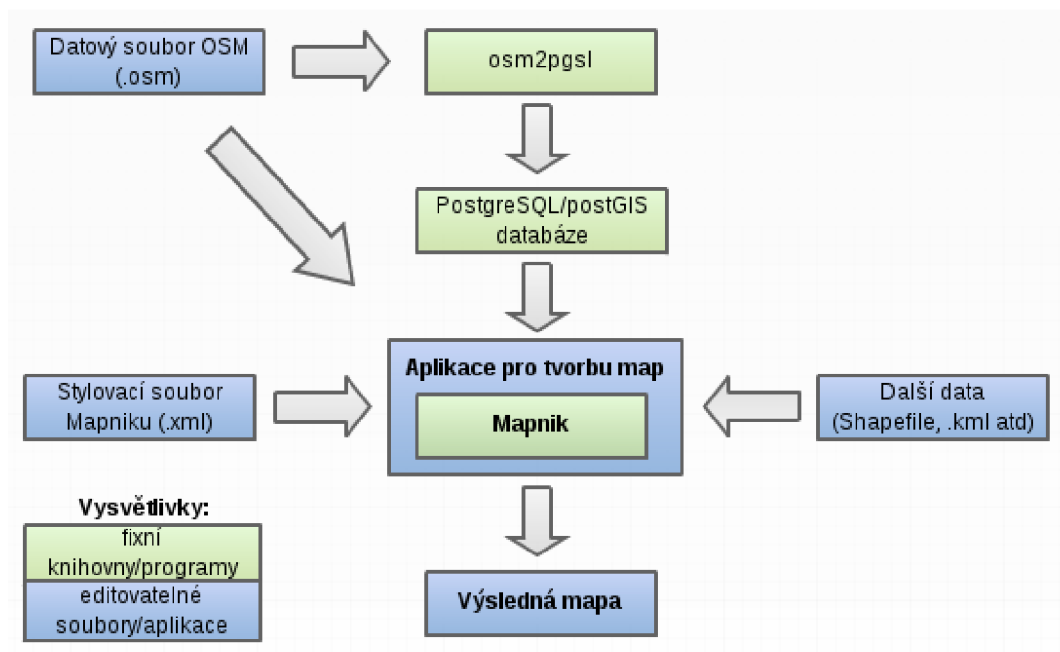 Datový soubor OSM
(.osm)
osm2pgsl
PostgreSQL/postGIS
databáze
Aplikace pro tvorbu map
Mapnik
Stylovací soubor
Mapniku (.xml)
Další data
(Shapefile, .kml atd)
Vysvětlivky:
fixní
knihovny/programy
editovatelné
soubory/aplikace
Výsledná mapa